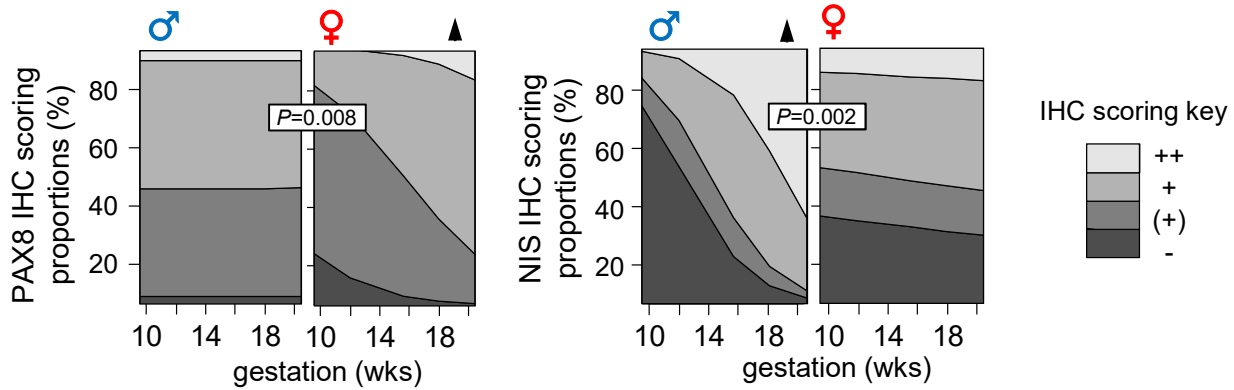 ♂ ♀
PAX8 IHC scoring
proportions (%)
80
60
40
20
P=0.008
10 14 18 10 14 18
gestation (wks)
♂ ♀
NIS IHC scoring
proportions (%)
80
60
40
20
P=0.002
10 14 18 10 14 18
gestation (wks)
IHC scoring key
++
+
(+)
-